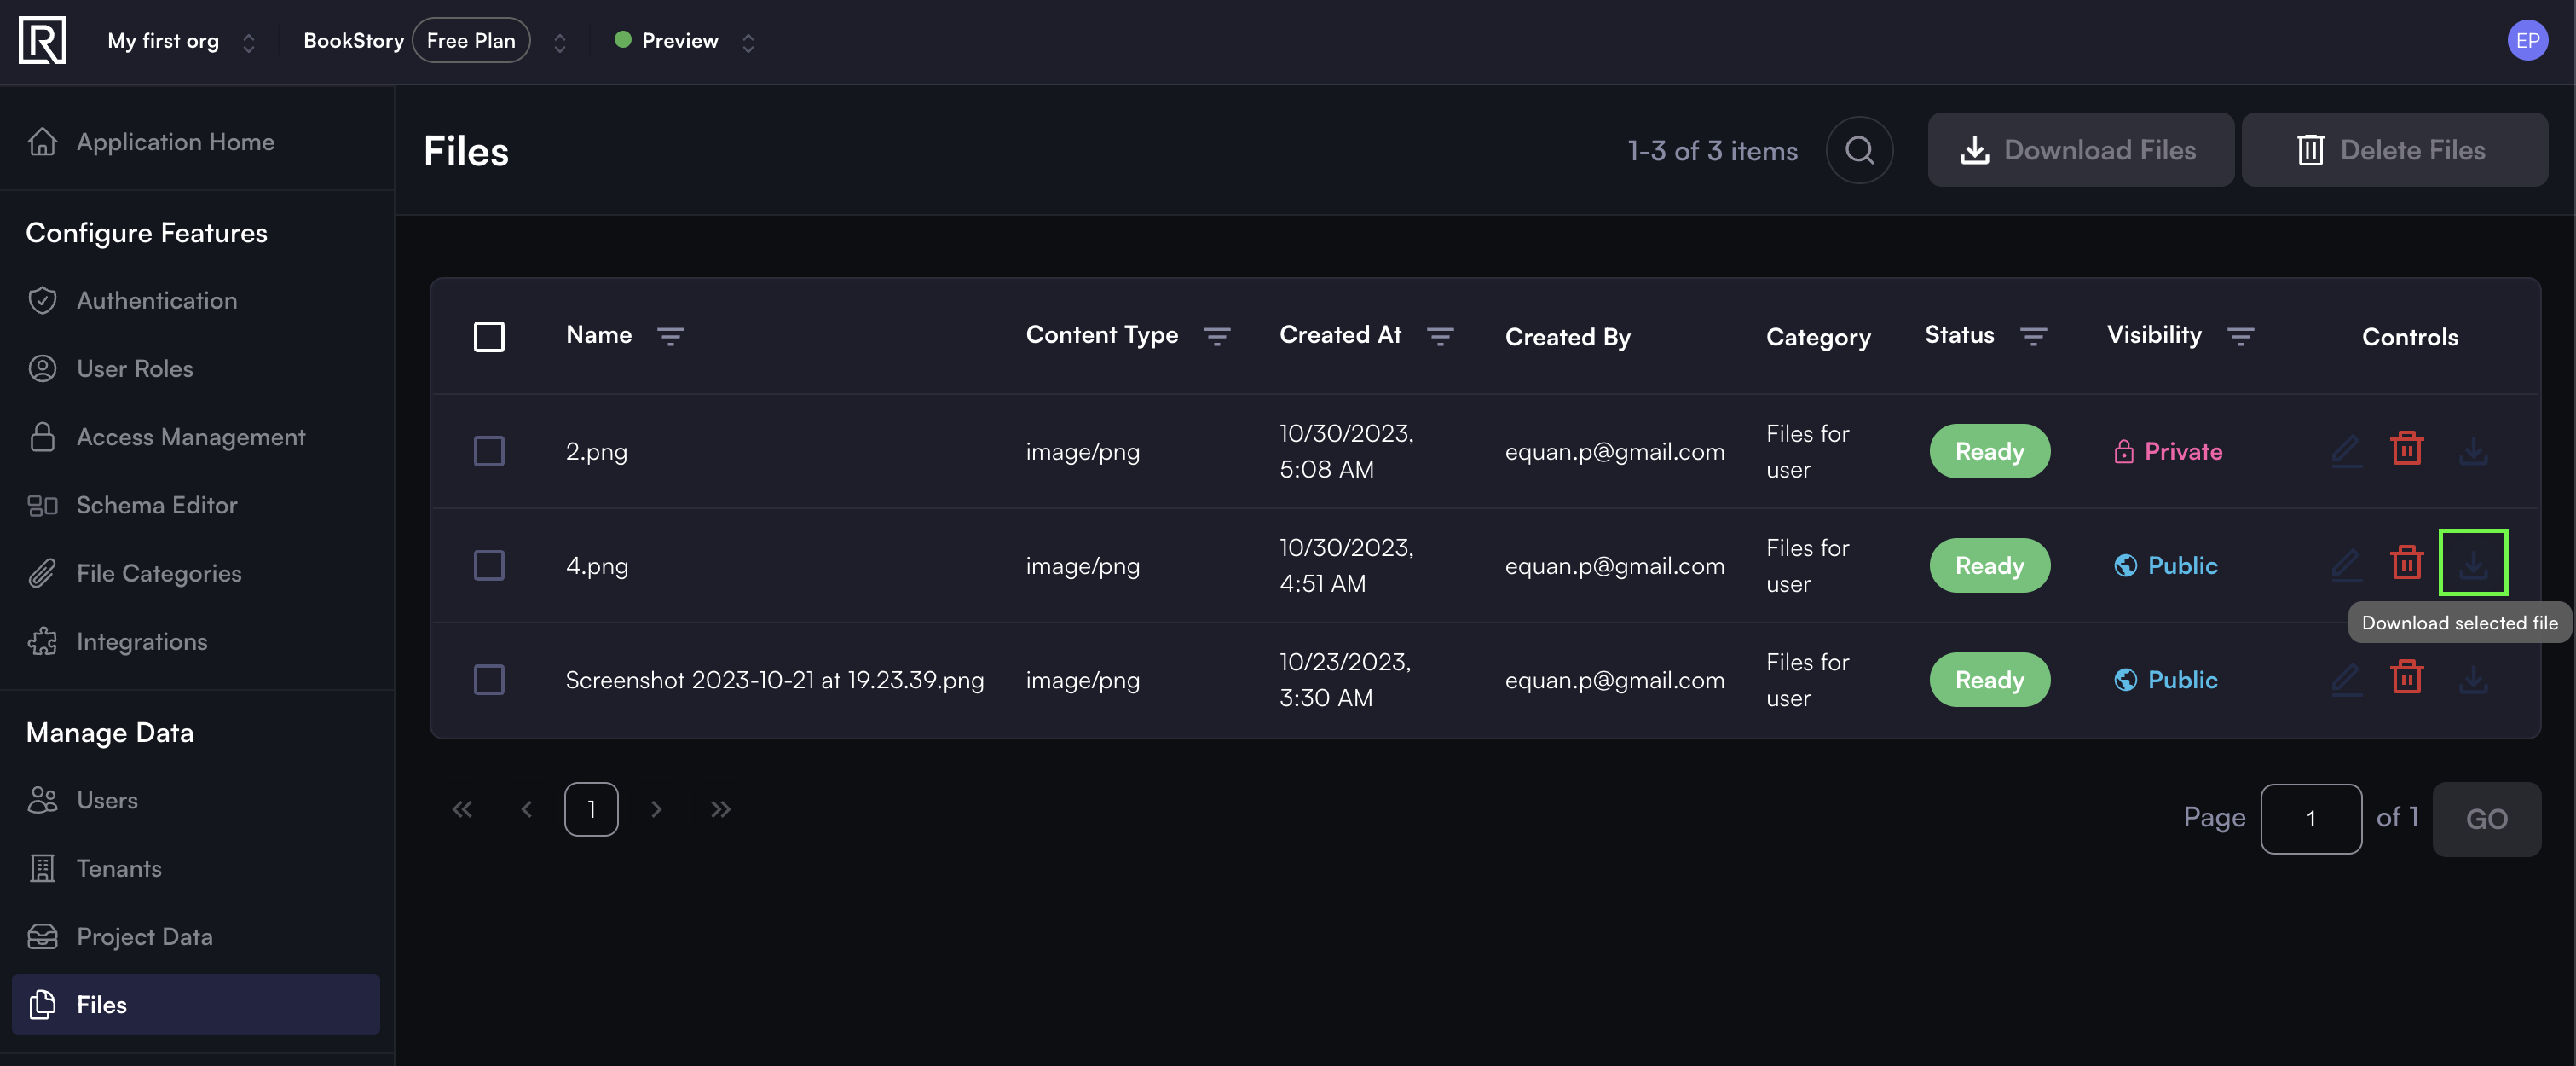 R
My first org
BookStory Free Plan
Preview
EP
Application Home
Configure Features
Authentication
User Roles
Access Management
Schema Editor
File Categories
Integrations
Manage Data
Users
Tenants
Project Data
Files
Files
1-3 of 3 items
Download Files
Delete Files
Name Content Type Created At Created By Category Status Visibility Controls
2.png image/png 10/30/2023, equan.p@gmail.com Files for Ready Private
5:08 AM user
4.png image/png 10/30/2023, equan.p@gmail.com Files for Ready Public
4:51 AM user
Download selected file
Screenshot 2023-10-21 at 19.23.39.png image/png 10/23/2023, equan.p@gmail.com Files for Ready Public
3:30 AM user
1
Page 1 of 1 GO